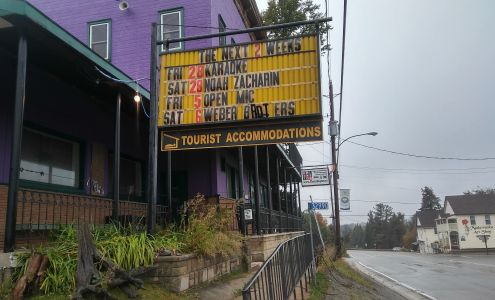 THE NEXT 2 WEEKS
FRI 28 KARAOKE
SAT 29 NOAH ZACHARIN
FRI 5 OPEN MIC
SAT 6 WEBER BROTERS
TOURIST ACCOMMODATIONS